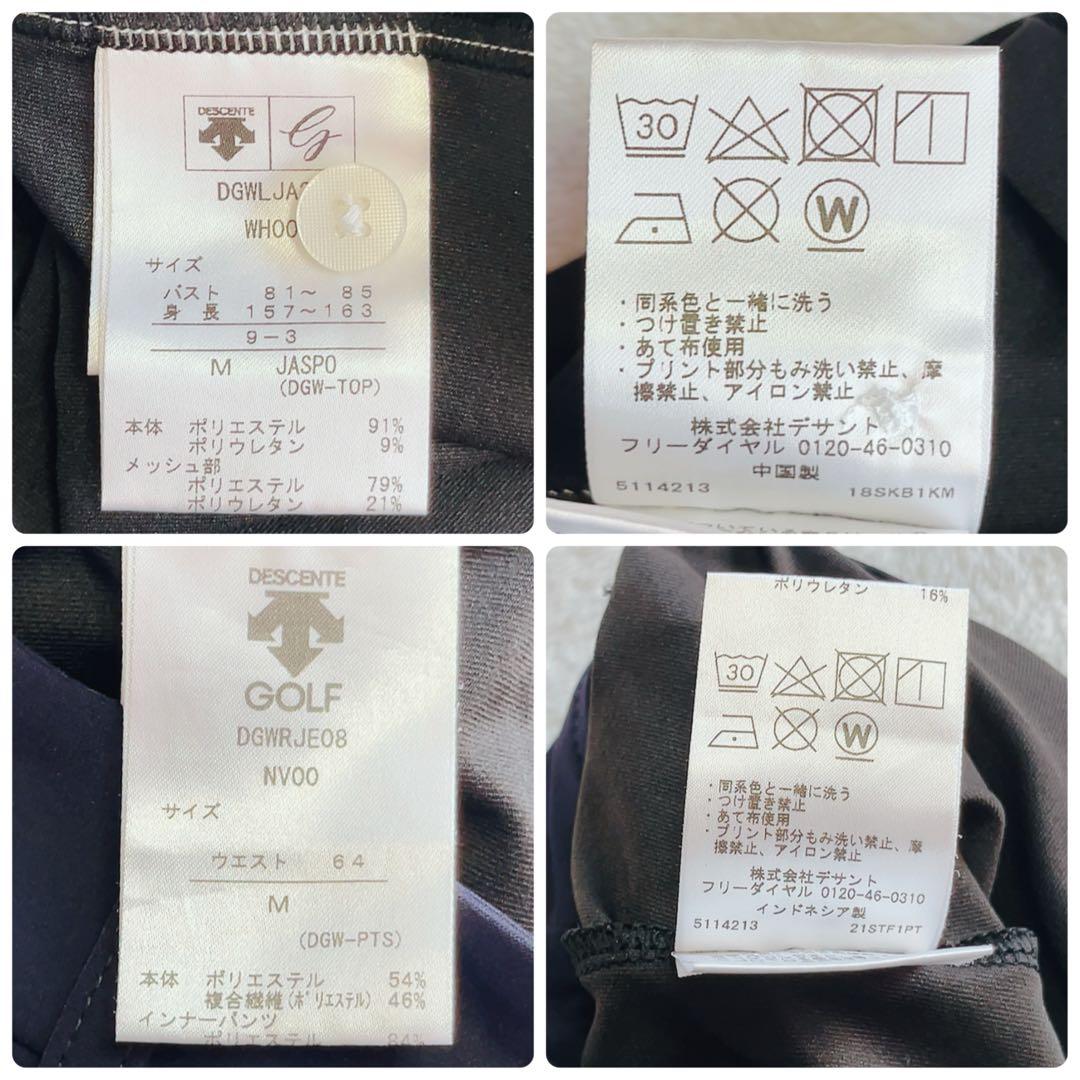 DESCENTE
G
DGWLJA
WH00
サイズ
バスト 81〜 85
身 長 157〜163
9-3
M JASPO
(DGW-TOP)
本体 ポリエステル 91%
ポリウレタン 9%
メッシュ部
ポリエステル 79%
ポリウレタン 21%
30
W
・同系色と一緒に洗う
・つけ置き禁止
・あて布使用
・プリント部分もみ洗い禁止、摩
擦禁止、アイロン禁止
株式会社デサント
フリーダイヤル 0120-46-0310
中国製
5114213 18SKB1KM
DESCENTE
GOLF
DGWRJE08
NV00
サイズ
ウエスト 64
M
(DGW-PTS)
本体 ポリエステル 54%
複合繊維(ポリエステル) 46%
インナーパンツ
ポリエステル 84%
ポリウレタン 16%
30
W
・同系色と一緒に洗う
・つけ置き禁止
・あて布使用
・プリント部分もみ洗い禁止、摩
擦禁止、アイロン禁止
株式会社デサント
フリーダイヤル 0120-46-0310
インドネシア製
5114213 21STF1PT